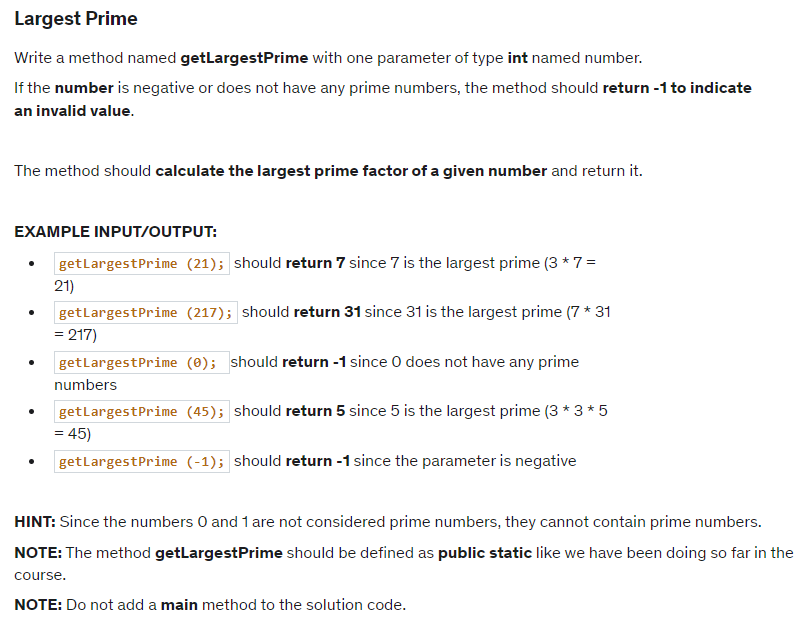 Largest Prime
Write a method named getLargestPrime with one parameter of type int named number.
If the number is negative or does not have any prime numbers, the method should return -1 to indicate
an invalid value.
The method should calculate the largest prime factor of a given number and return it.
EXAMPLE INPUT/OUTPUT:
• getLargestPrime (21); should return 7 since 7 is the largest prime (3 * 7 =
21)
• getLargestPrime (217); should return 31 since 31 is the largest prime (7 * 31
= 217)
• getLargestPrime (0); should return -1 since 0 does not have any prime
numbers
• getLargestPrime (45); should return 5 since 5 is the largest prime (3 * 3 * 5
= 45)
• getLargestPrime (-1); should return -1 since the parameter is negative
HINT: Since the numbers 0 and 1 are not considered prime numbers, they cannot contain prime numbers.
NOTE: The method getLargestPrime should be defined as public static like we have been doing so far in the
course.
NOTE: Do not add a main method to the solution code.